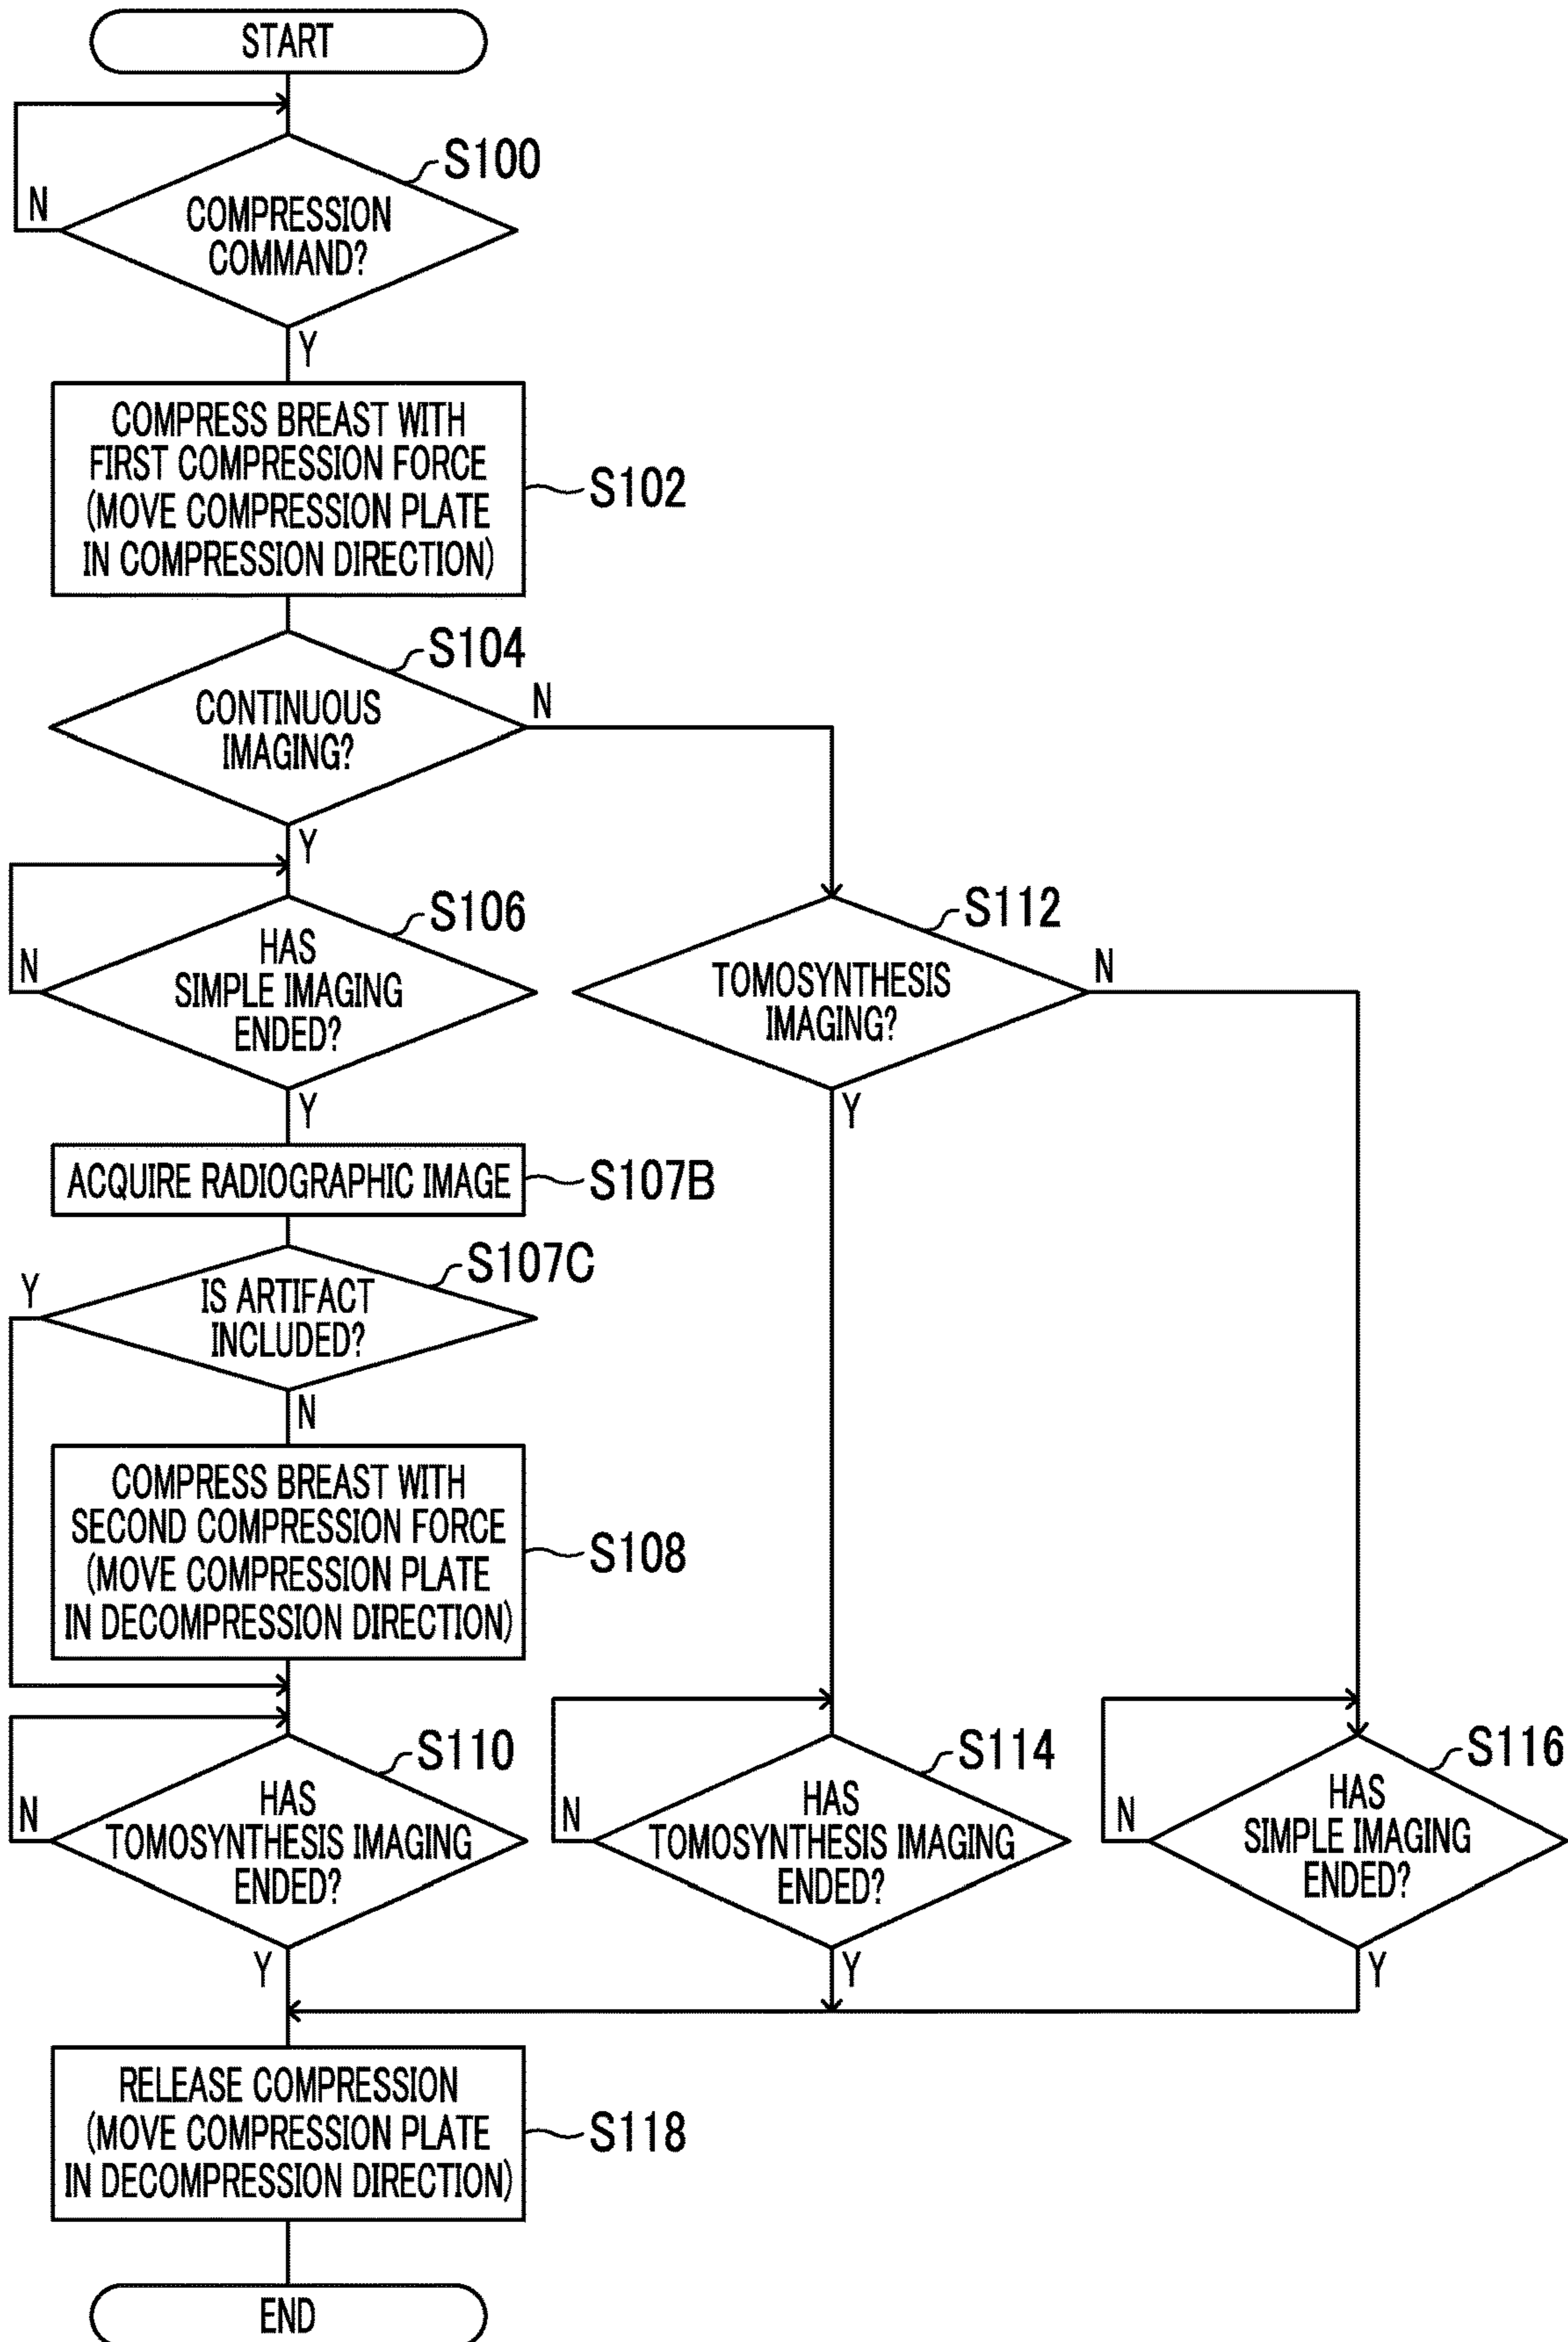 START
S100
N
COMPRESSION
COMMAND?
Y
COMPRESS BREAST WITH
FIRST COMPRESSION FORCE
(MOVE COMPRESSION PLATE
IN COMPRESSION DIRECTION)
S102
S104
N
CONTINUOUS
IMAGING?
Y
S106
N
HAS
SIMPLE IMAGING
ENDED?
Y
S112
TOMOSYNTHESIS
IMAGING?
N
Y
ACQUIRE RADIOGRAPHIC IMAGE
S107B
S107C
Y
IS ARTIFACT
INCLUDED?
N
COMPRESS BREAST WITH
SECOND COMPRESSION FORCE
(MOVE COMPRESSION PLATE
IN DECOMPRESSION DIRECTION)
S108
S110
N
HAS
TOMOSYNTHESIS IMAGING
ENDED?
Y
S114
N
HAS
TOMOSYNTHESIS IMAGING
ENDED?
Y
S116
N
HAS
SIMPLE IMAGING
ENDED?
Y
RELEASE COMPRESSION
(MOVE COMPRESSION PLATE
IN DECOMPRESSION DIRECTION)
S118
END